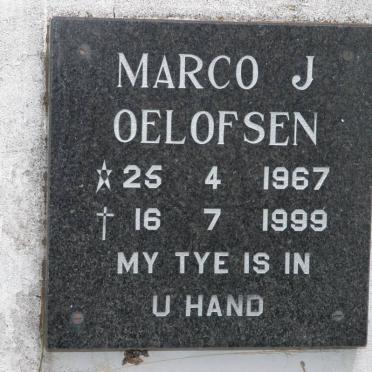 MARCO J
OELOFSEN
☆ 25 4 1967
† 16 7 1999
MY TYE IS IN
U HAND